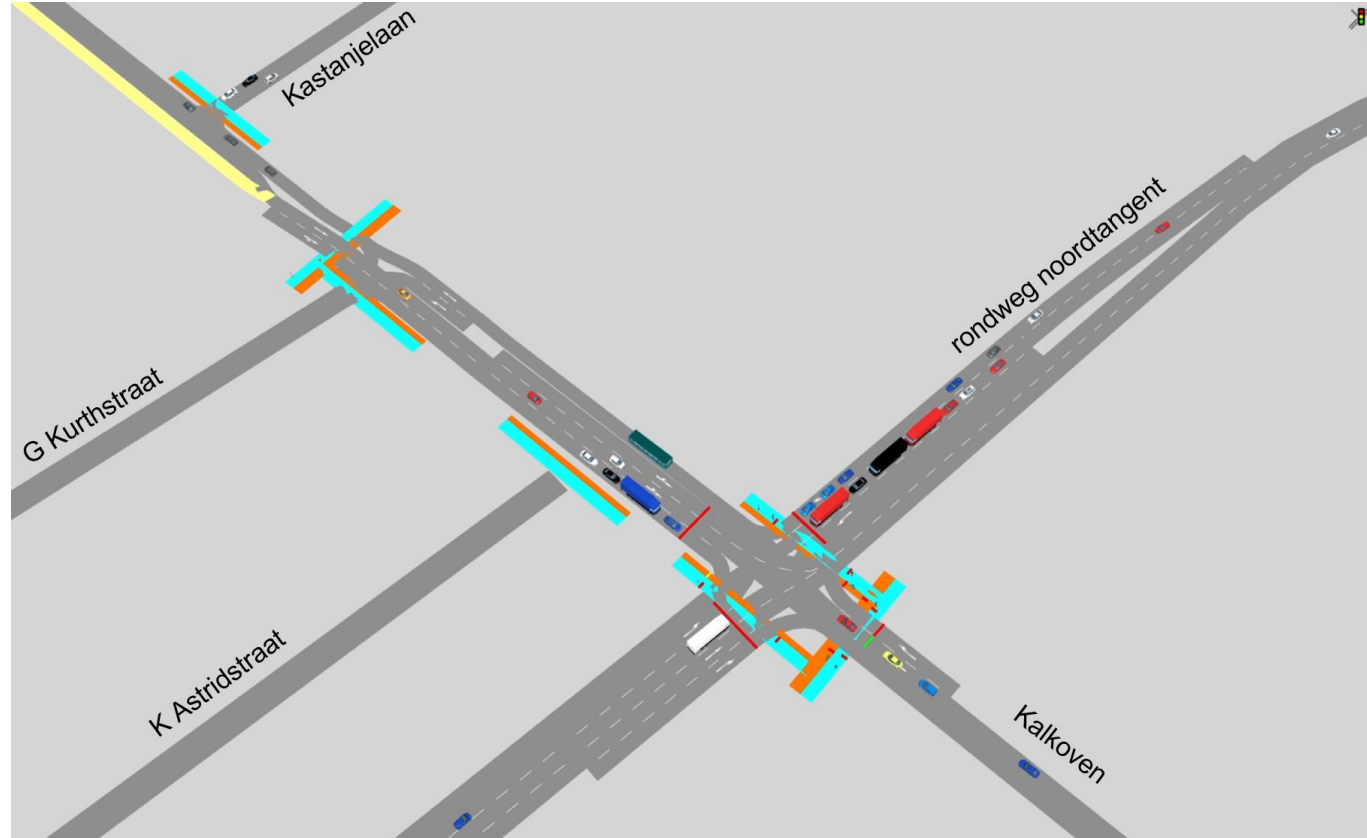 Kastanjelaan
rondweg noordtangent
G Kurthstraat
K Astridstraat
Kalkoven